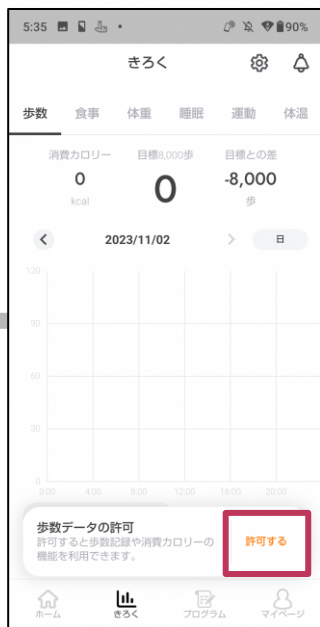 5:35 90%
きろく
歩数 食事 体重 睡眠 運動 体温
消費カロリー 目標8,000歩 目標との差
0 0 -8,000
kcal 歩
2023/11/02 日
120
90
60
30
0
0:00 4:00 8:00 12:00 16:00 20:00
歩数データの許可
許可すると歩数記録や消費カロリーの
機能を利用できます。
許可する
ホーム きろく プログラム マイページ